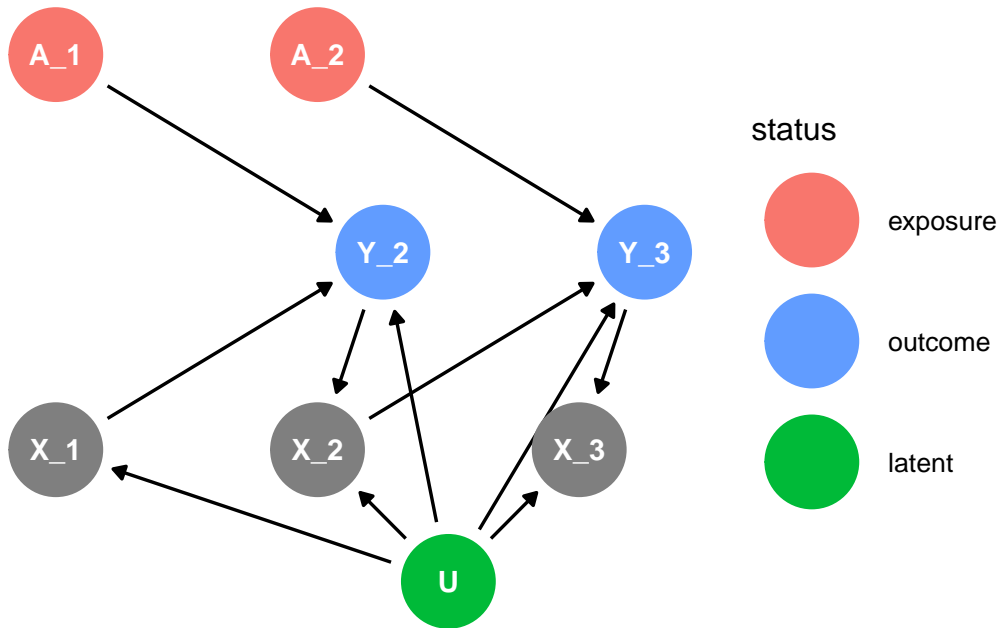 A_1
A_2
status
exposure
Y_2
Y_3
outcome
X_1
X_2
X_3
latent
U